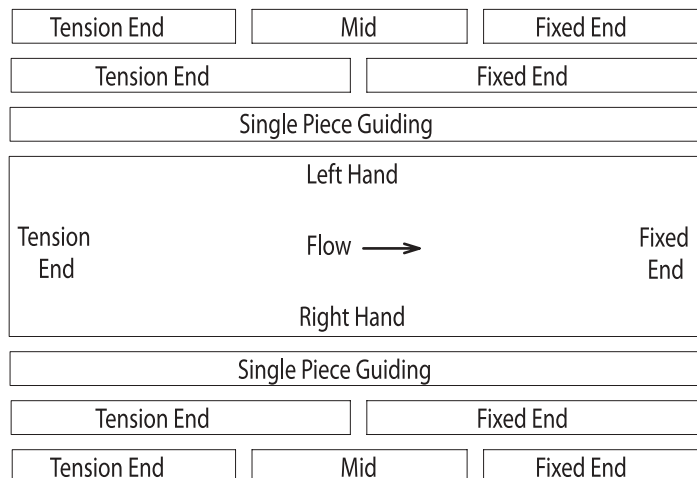 Tension End Mid Fixed End
Tension End Fixed End
Single Piece Guiding
Left Hand
Tension
End
Flow
Fixed
End
Right Hand
Single Piece Guiding
Tension End Fixed End
Tension End Mid Fixed End